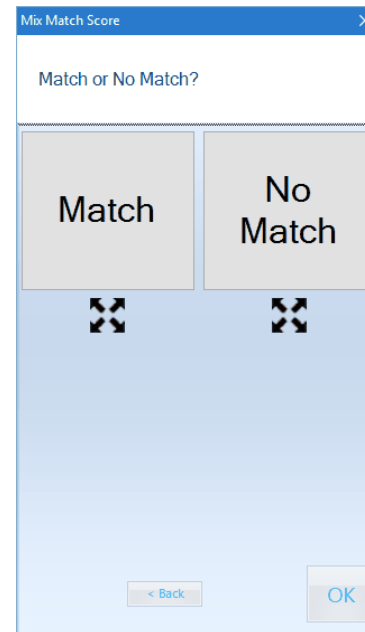 Mix Match Score
Match or No Match?
Match
No
Match
< Back
OK